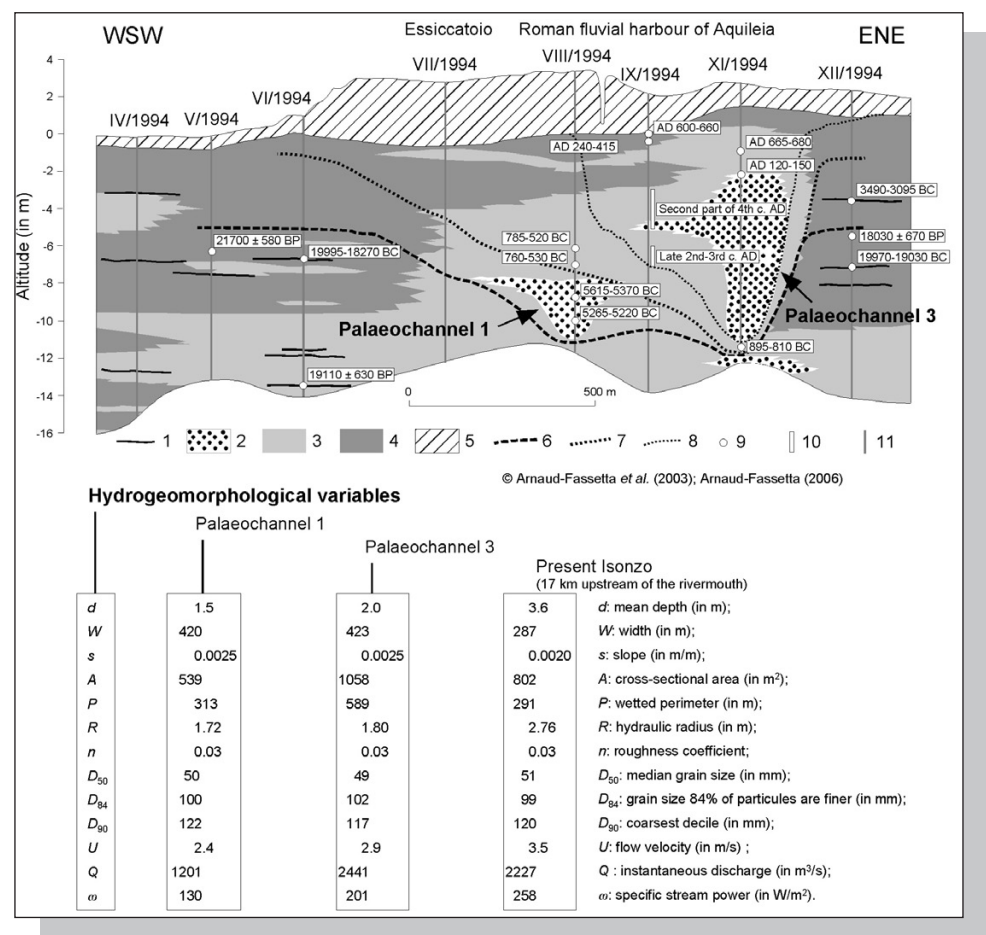 WSW
Essiccatoio
Roman fluvial harbour of Aquileia
ENE
IV/1994
V/1994
VI/1994
VII/1994
VIII/1994
IX/1994
XI/1994
XII/1994
Altitude (in m)
4
2
0
-2
-4
-6
-8
-10
-12
-14
-16
AD 240-415
AD 600-660
AD 665-680
AD 120-150
3490-3095 BC
Second part of 4th c. AD
18030 ± 670 BP
785-520 BC
21700 ± 580 BP
19995-18270 BC
760-530 BC
Late 2nd-3rd c. AD
19970-19030 BC
5615-5370 BC
5265-5220 BC
Palaeochannel 1
Palaeochannel 3
895-810 BC
19110 ± 630 BP
0 500 m
1 2 3 4 5 6 7 8 9 10 11
© Arnaud-Fassetta et al. (2003); Arnaud-Fassetta (2006)
Hydrogeomorphological variables
Palaeochannel 1
Palaeochannel 3
Present Isonzo
(17 km upstream of the rivermouth)
d 1.5 2.0 3.6 d: mean depth (in m);
W 420 423 287 W: width (in m);
s 0.0025 0.0025 0.0020 s: slope (in m/m);
A 539 1058 802 A: cross-sectional area (in m²);
P 313 589 291 P: wetted perimeter (in m);
R 1.72 1.80 2.76 R: hydraulic radius (in m);
n 0.03 0.03 0.03 n: roughness coefficient;
D50 50 49 51 D50: median grain size (in mm);
D84 100 102 99 D84: grain size 84% of particules are finer (in mm);
D90 122 117 120 D90: coarsest decile (in mm);
U 2.4 2.9 3.5 U: flow velocity (in m/s) ;
Q 1201 2441 2227 Q : instantaneous discharge (in m³/s);
ω 130 201 258 ω: specific stream power (in W/m²).